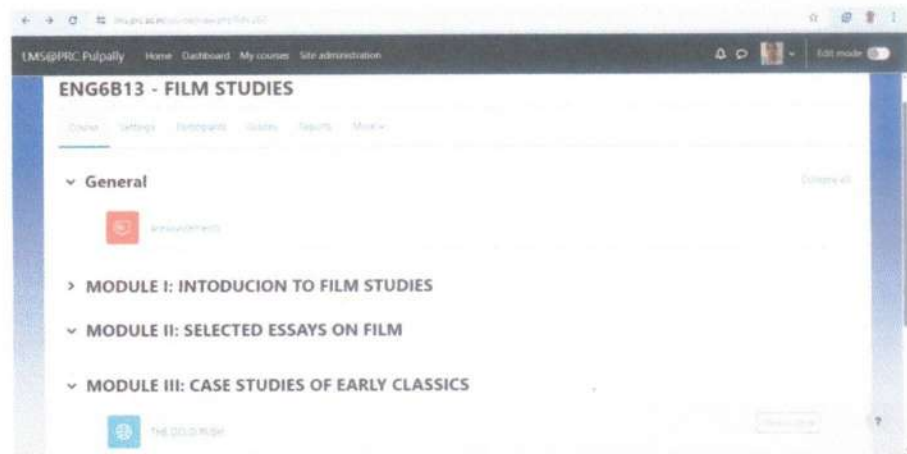 LMS@PRC Pulpally Home Dashboard My courses Site administration Edit mode
ENG6B13 - FILM STUDIES
Course Settings Participants Grades Reports More
General Collapse all
Announcements
MODULE I: INTODUCION TO FILM STUDIES
MODULE II: SELECTED ESSAYS ON FILM
MODULE III: CASE STUDIES OF EARLY CLASSICS
THE GOLD RUSH
?